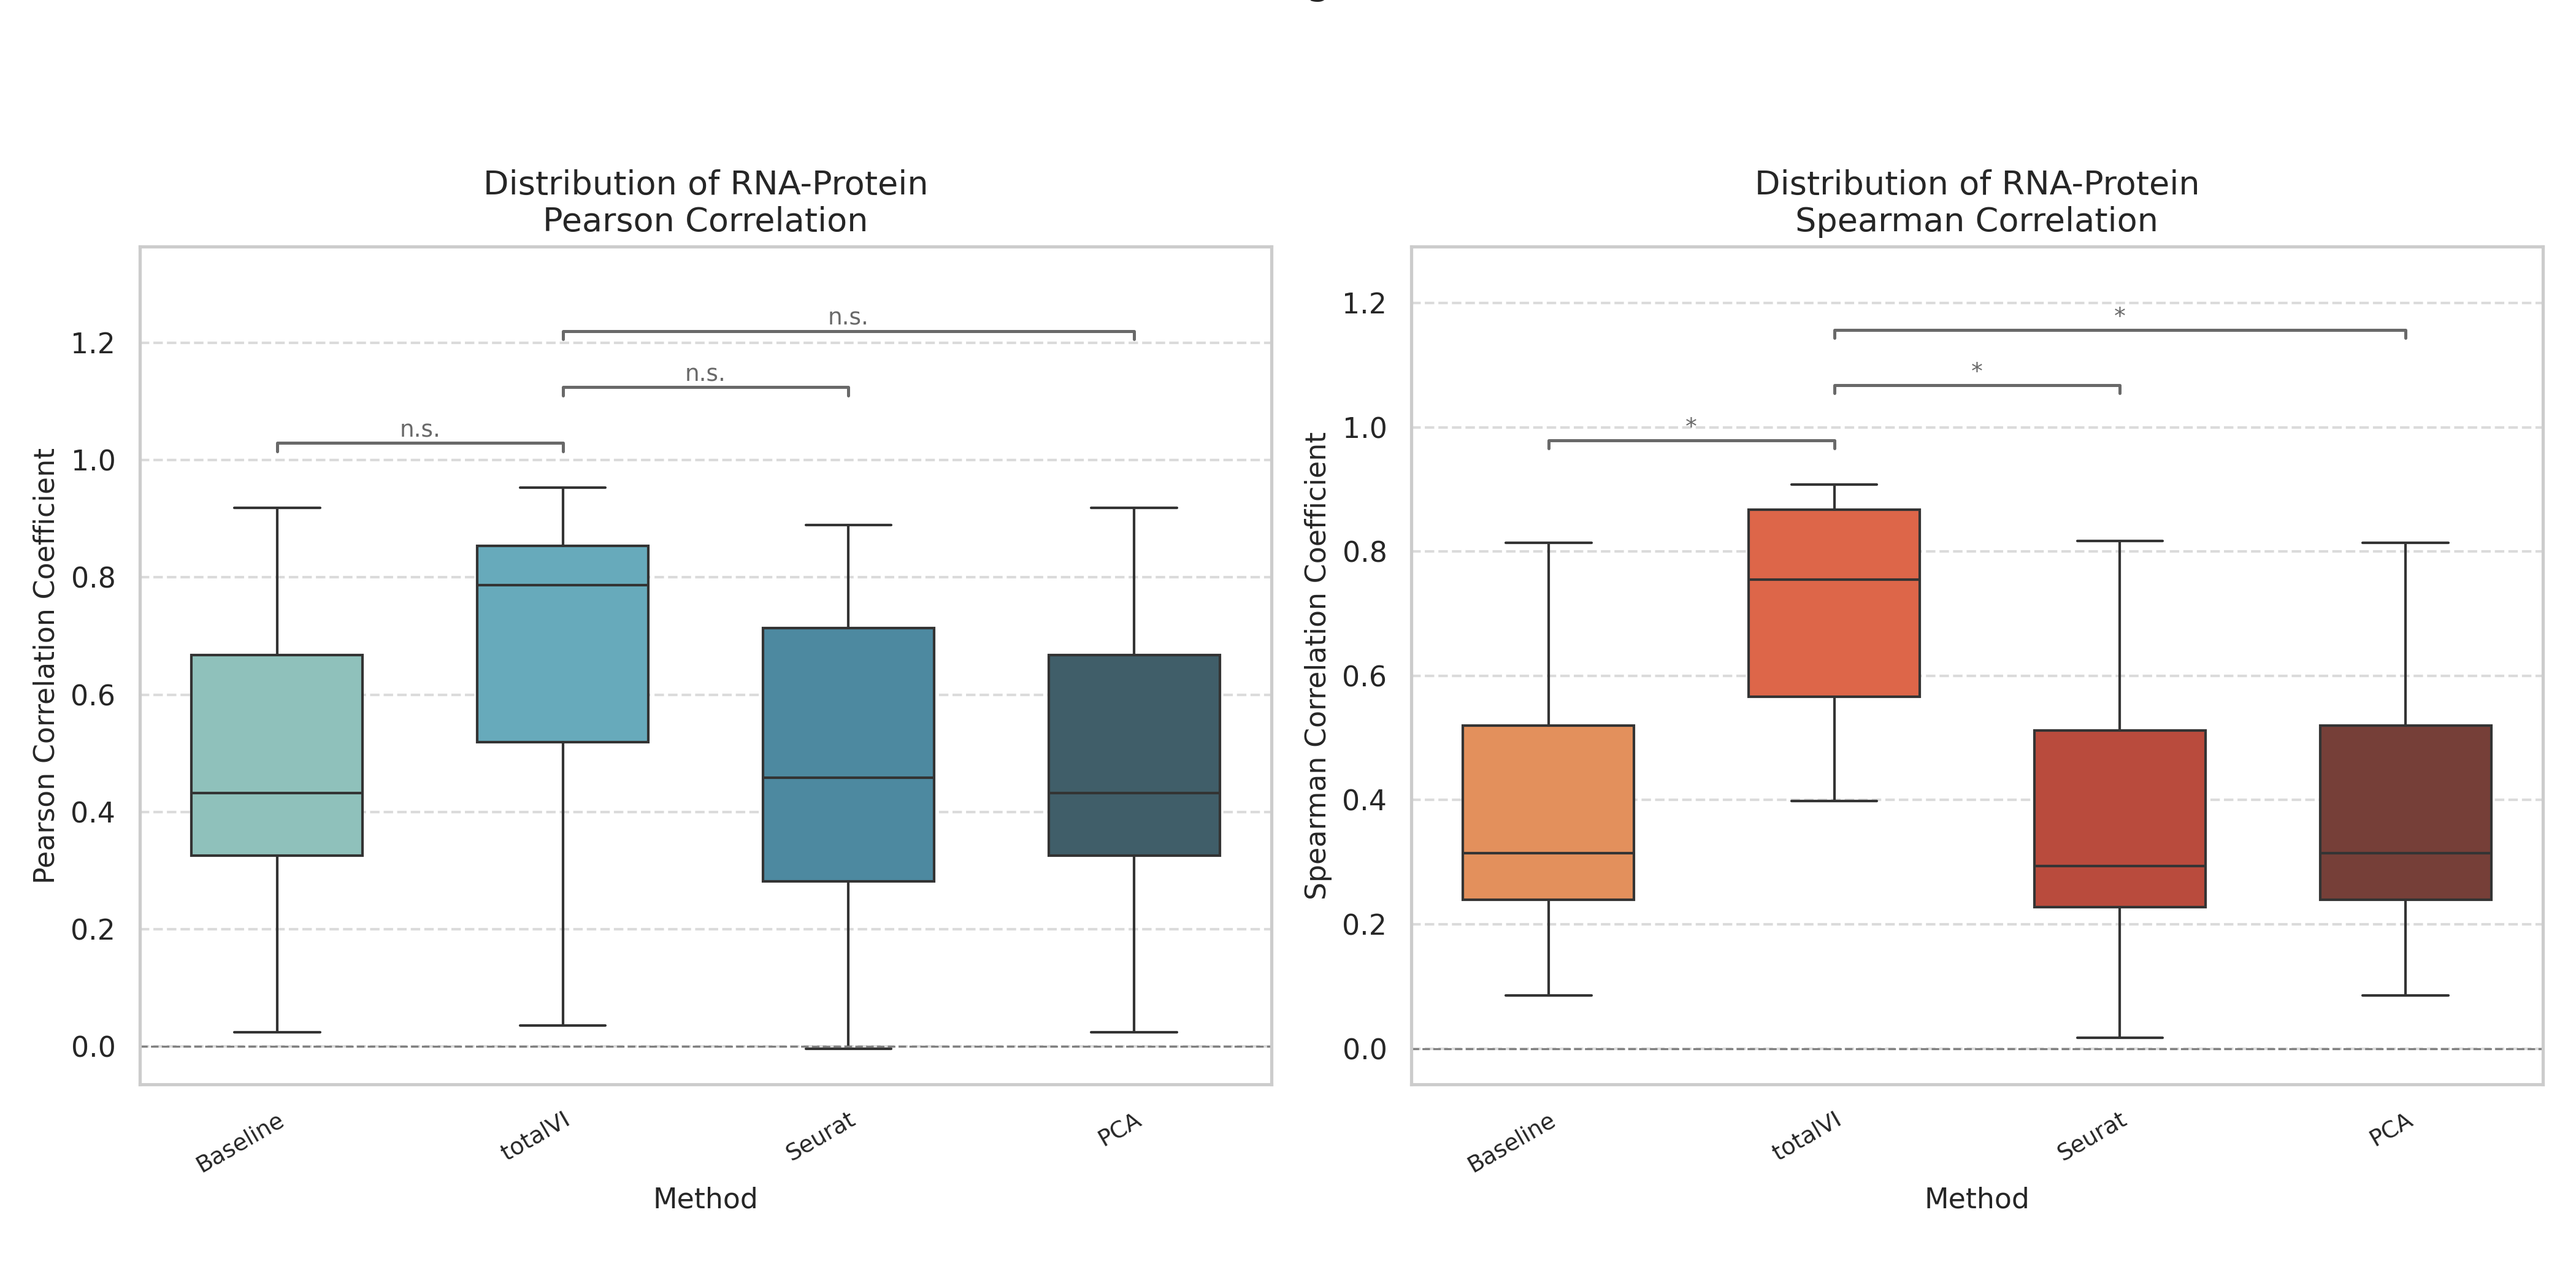 Distribution of RNA-Protein
Pearson Correlation
Pearson Correlation Coefficient
1.2
1.0
0.8
0.6
0.4
0.2
0.0
n.s.
n.s.
n.s.
Baseline
totalVI
Seurat
PCA
Method
Distribution of RNA-Protein
Spearman Correlation
Spearman Correlation Coefficient
1.2
1.0
0.8
0.6
0.4
0.2
0.0
*
*
*
Baseline
totalVI
Seurat
PCA
Method